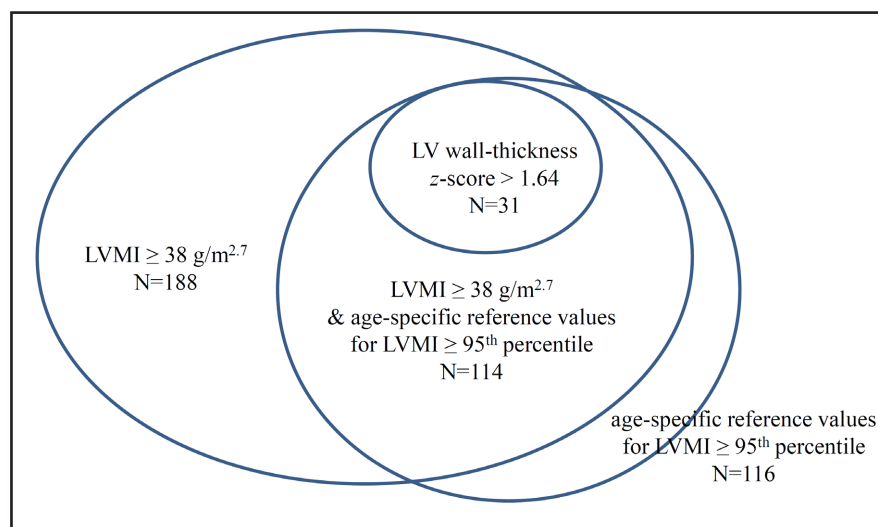 LV wall-thickness
z-score > 1.64
N=31
LVMI ≥ 38 g/m²·⁷
N=188
LVMI ≥ 38 g/m²·⁷
& age-specific reference values
for LVMI ≥ 95ᵗʰ percentile
N=114
age-specific reference values
for LVMI ≥ 95ᵗʰ percentile
N=116